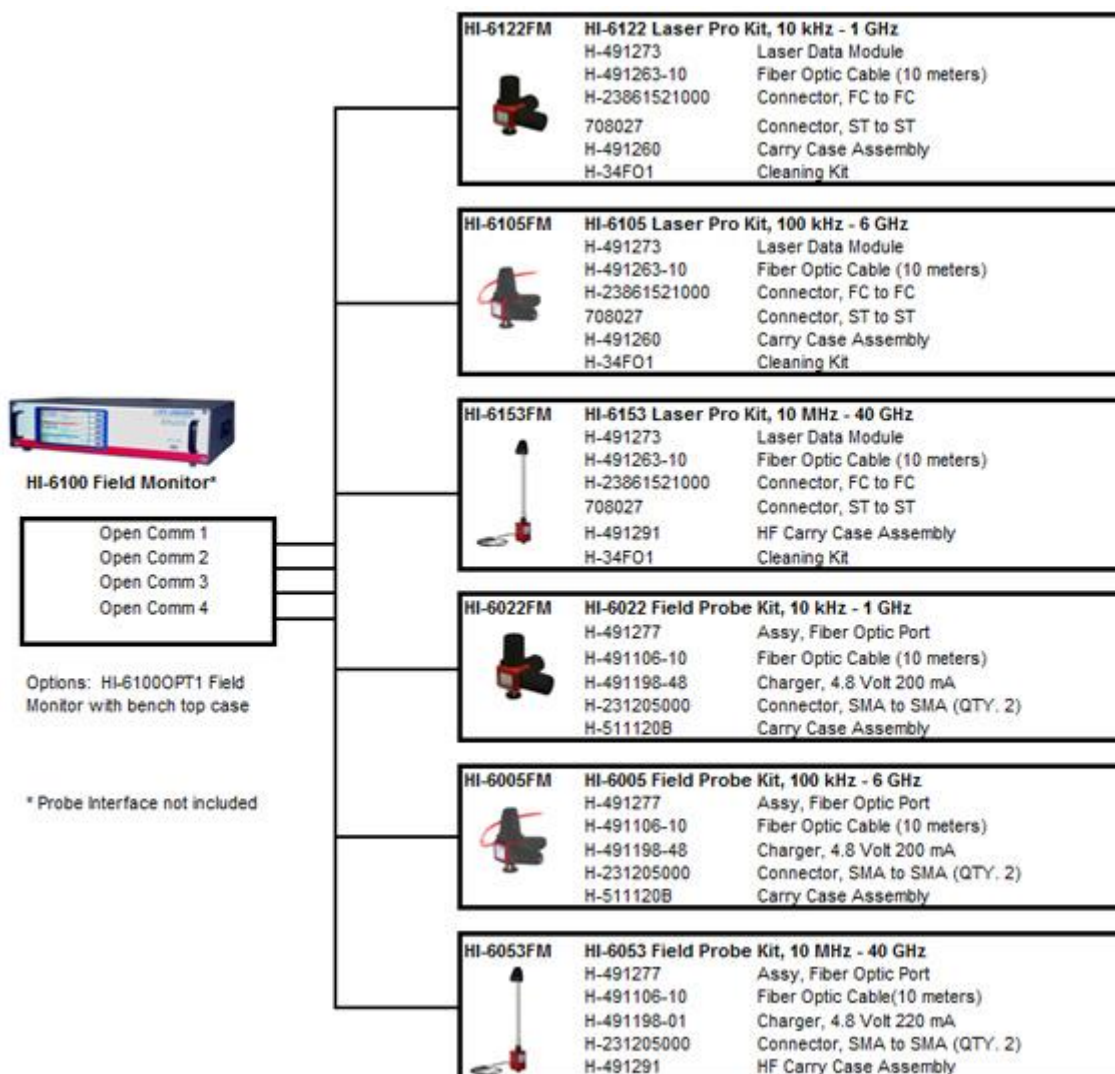 HI-6122FM HI-6122 Laser Pro Kit, 10 kHz - 1 GHz
H-491273 Laser Data Module
H-491263-10 Fiber Optic Cable (10 meters)
H-23861521000 Connector, FC to FC
708027 Connector, ST to ST
H-491260 Carry Case Assembly
H-34FO1 Cleaning Kit
HI-6105FM HI-6105 Laser Pro Kit, 100 kHz - 6 GHz
H-491273 Laser Data Module
H-491263-10 Fiber Optic Cable (10 meters)
H-23861521000 Connector, FC to FC
708027 Connector, ST to ST
H-491260 Carry Case Assembly
H-34FO1 Cleaning Kit
HI-6153FM HI-6153 Laser Pro Kit, 10 MHz - 40 GHz
H-491273 Laser Data Module
H-491263-10 Fiber Optic Cable (10 meters)
H-23861521000 Connector, FC to FC
708027 Connector, ST to ST
H-491291 HF Carry Case Assembly
H-34FO1 Cleaning Kit
HI-6100 Field Monitor*
Open Comm 1
Open Comm 2
Open Comm 3
Open Comm 4
Options: HI-6100OPT1 Field
Monitor with bench top case
* Probe Interface not included
HI-6022FM HI-6022 Field Probe Kit, 10 kHz - 1 GHz
H-491277 Assy, Fiber Optic Port
H-491106-10 Fiber Optic Cable (10 meters)
H-491198-48 Charger, 4.8 Volt 200 mA
H-231205000 Connector, SMA to SMA (QTY. 2)
H-511120B Carry Case Assembly
HI-6005FM HI-6005 Field Probe Kit, 100 kHz - 6 GHz
H-491277 Assy, Fiber Optic Port
H-491106-10 Fiber Optic Cable (10 meters)
H-491198-48 Charger, 4.8 Volt 200 mA
H-231205000 Connector, SMA to SMA (QTY. 2)
H-511120B Carry Case Assembly
HI-6053FM HI-6053 Field Probe Kit, 10 MHz - 40 GHz
H-491277 Assy, Fiber Optic Port
H-491106-10 Fiber Optic Cable(10 meters)
H-491198-01 Charger, 4.8 Volt 220 mA
H-231205000 Connector, SMA to SMA (QTY. 2)
H-491291 HF Carry Case Assembly